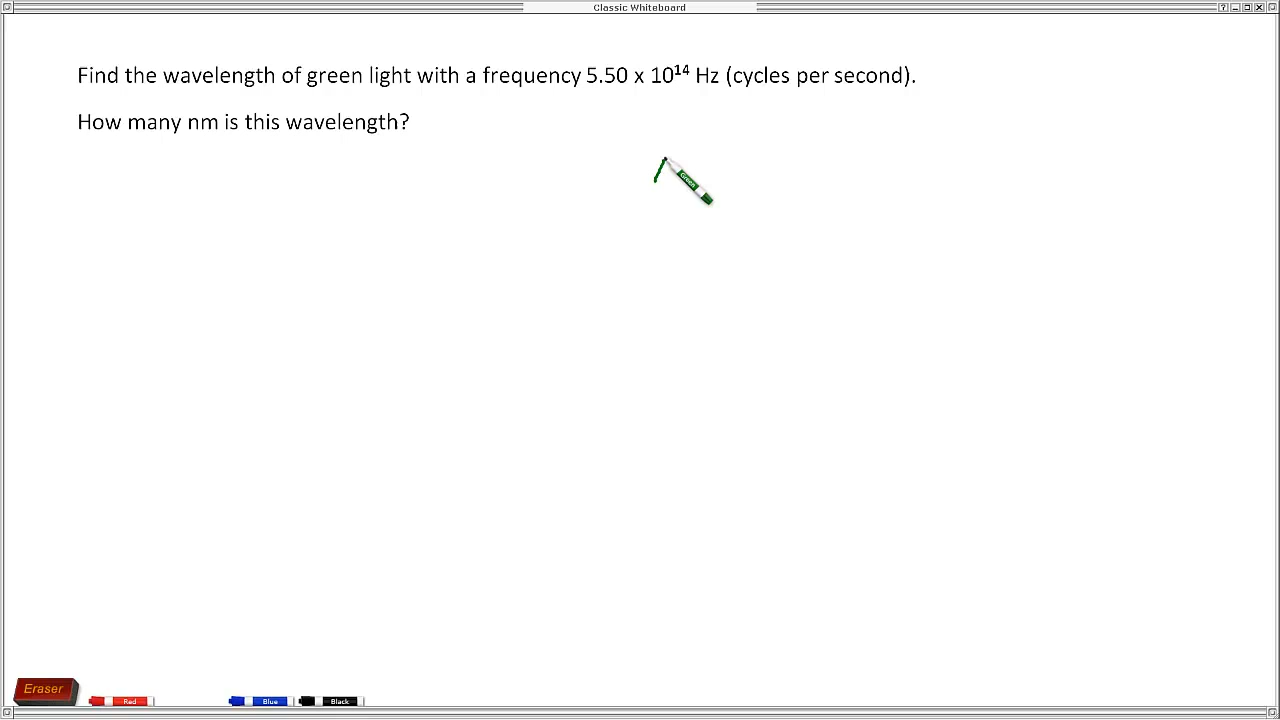 Classic Whiteboard
Find the wavelength of green light with a frequency 5.50 x 10¹⁴ Hz (cycles per second).
How many nm is this wavelength?
Green
Eraser
Red
Blue
Black